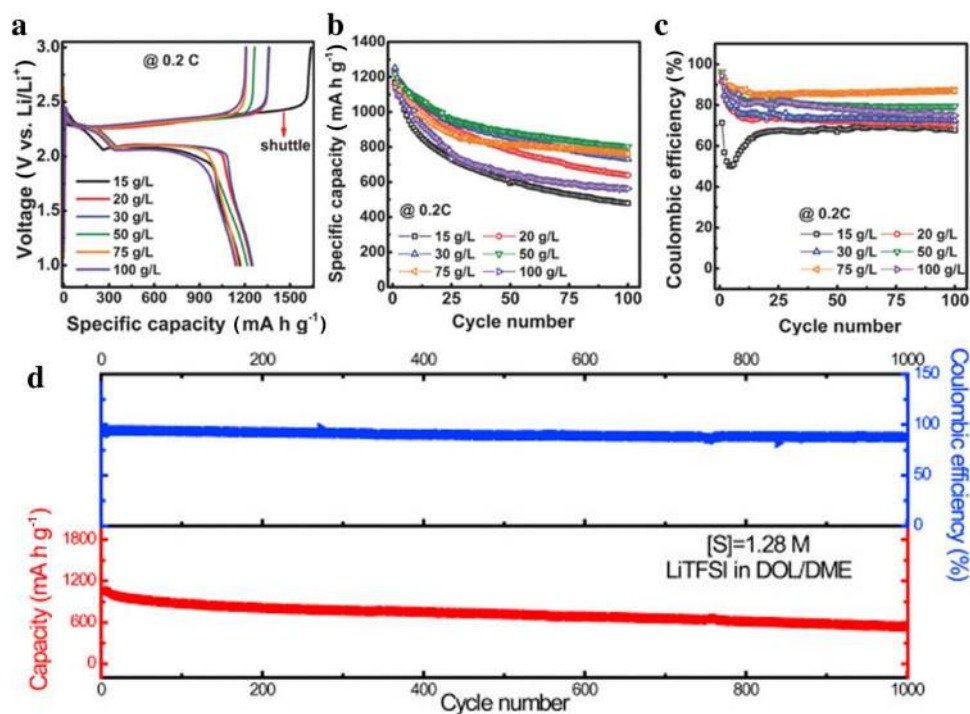 a
@ 0.2 C
Voltage (V vs. Li/Li⁺)
3.0
2.5
2.0
1.0
shuttle
15 g/L
20 g/L
30 g/L
50 g/L
75 g/L
100 g/L
0 300 600 900 1200 1500
Specific capacity (mA h g⁻¹)
b
Specific capacity (mA h g⁻¹)
1400
1200
1000
800
600
400
200
0
@ 0.2C
15 g/L 20 g/L
30 g/L 50 g/L
75 g/L 100 g/L
0 25 50 75 100
Cycle number
c
Coulombic efficiency (%)
100
80
60
40
20
0
@ 0.2C
15 g/L 20 g/L
30 g/L 50 g/L
75 g/L 100 g/L
0 25 50 75 100
Cycle number
d
0 200 400 600 800 1000
150
100
50
0
Coulombic efficiency (%)
Capacity (mA h g⁻¹)
1800
1200
600
0
[S]=1.28 M
LiTFSI in DOL/DME
0 200 400 600 800 1000
Cycle number